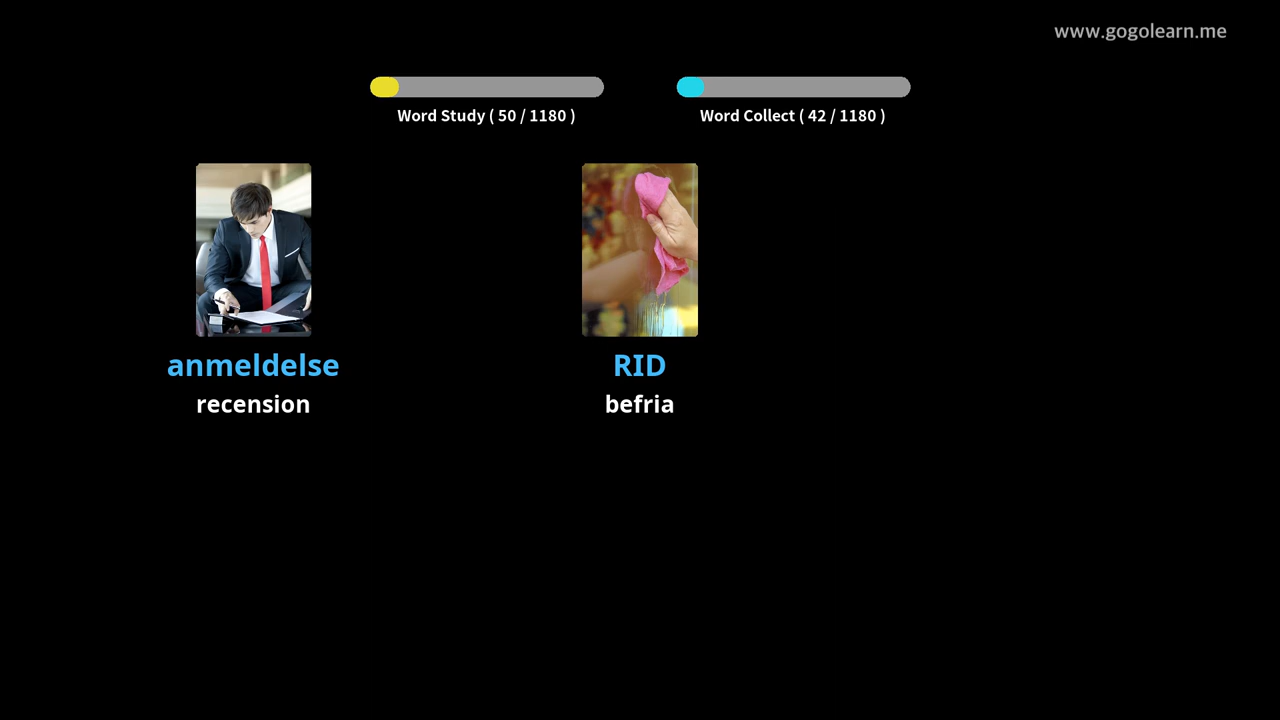 www.gogolearn.me
Word Study ( 50 / 1180 )
Word Collect ( 42 / 1180 )
anmeldelse
recension
RID
befria